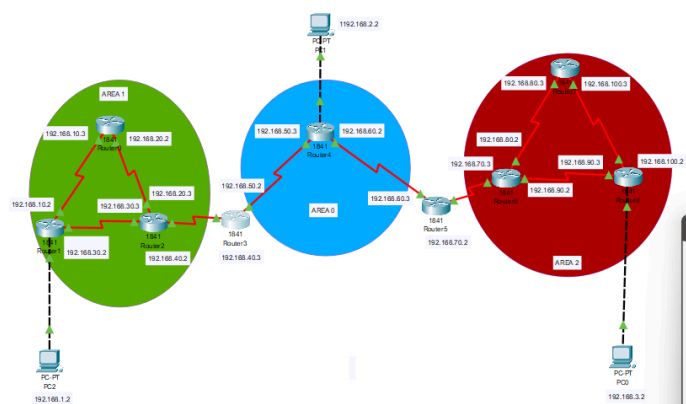 1192.168.2.2
PC-PT
PC1
AREA 1
192.168.10.3
1841
192.168.20.2
192.168.10.2
192.168.30.3
192.168.20.3
1841
Router1
192.168.30.2
1841
Router2
192.168.40.2
PC-PT
PC2
192.168.1.2
192.168.50.3
192.168.60.2
1841
Router4
192.168.50.2
AREA 0
1841
Router3
192.168.40.3
192.168.60.3
1841
Router5
192.168.70.2
192.168.80.3
192.168.100.3
192.168.80.2
192.168.70.3
192.168.90.3
192.168.100.2
192.168.90.2
1841
1841
AREA 2
PC-PT
PC0
192.168.3.2